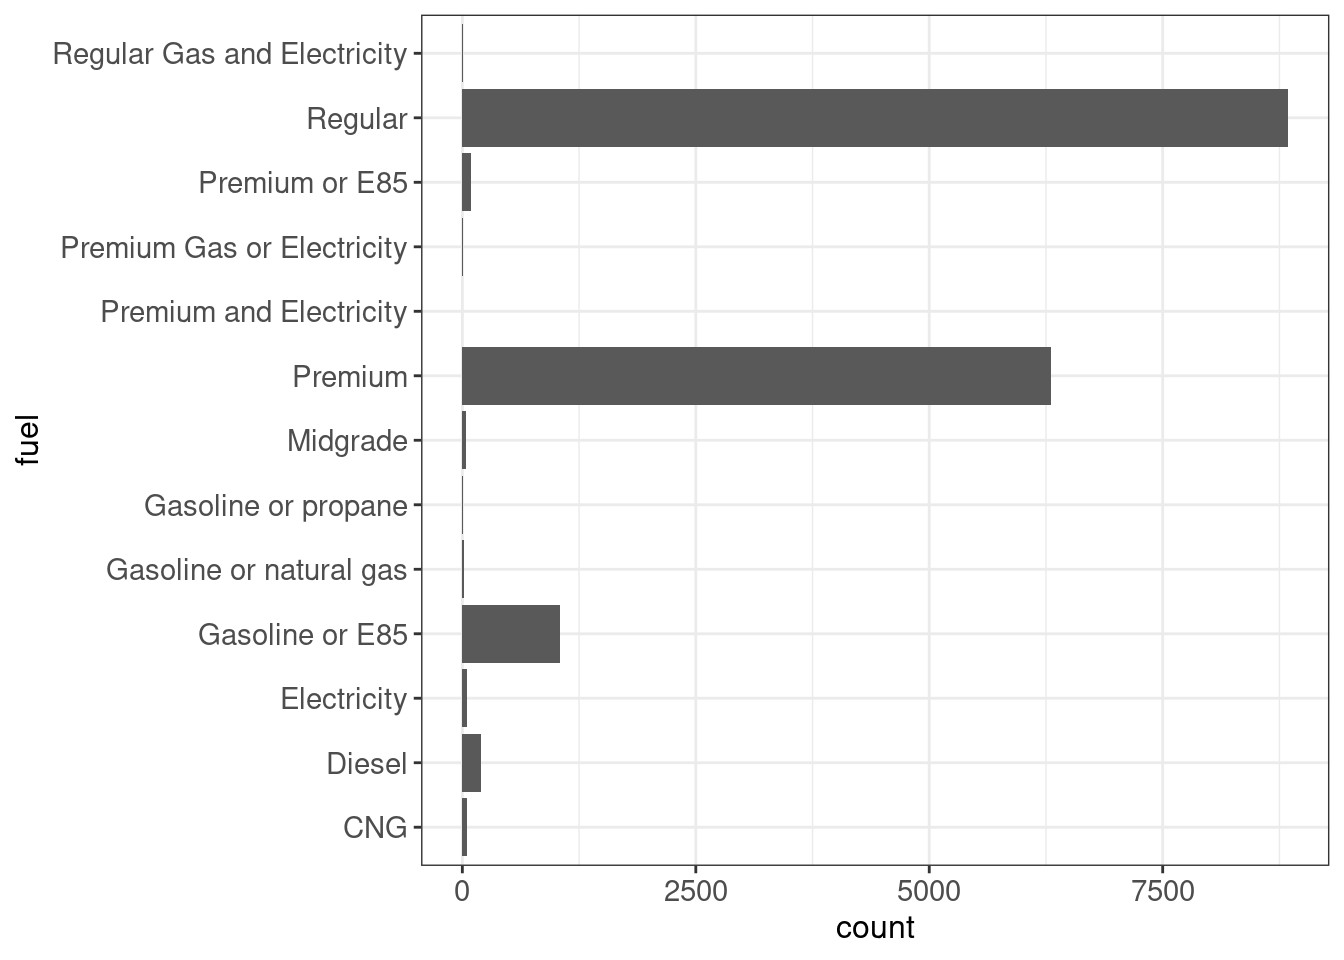 Regular Gas and Electricity
Regular
Premium or E85
Premium Gas or Electricity
Premium and Electricity
Premium
Midgrade
Gasoline or propane
Gasoline or natural gas
Gasoline or E85
Electricity
Diesel
CNG
fuel
0 2500 5000 7500
count